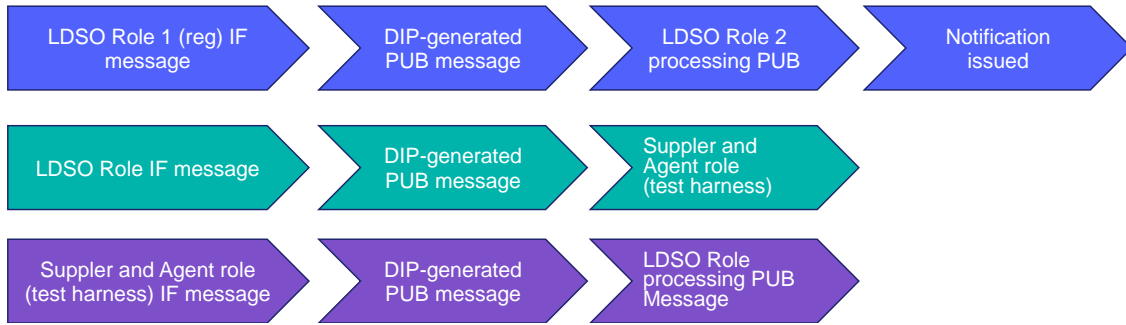 LDSO Role 1 (reg) IF
message
DIP-generated
PUB message
LDSO Role 2
processing PUB
Notification
issued
LDSO Role IF message
DIP-generated
PUB message
Suppler and
Agent role
(test harness)
Suppler and Agent role
(test harness) IF message
DIP-generated
PUB message
LDSO Role
processing PUB
Message